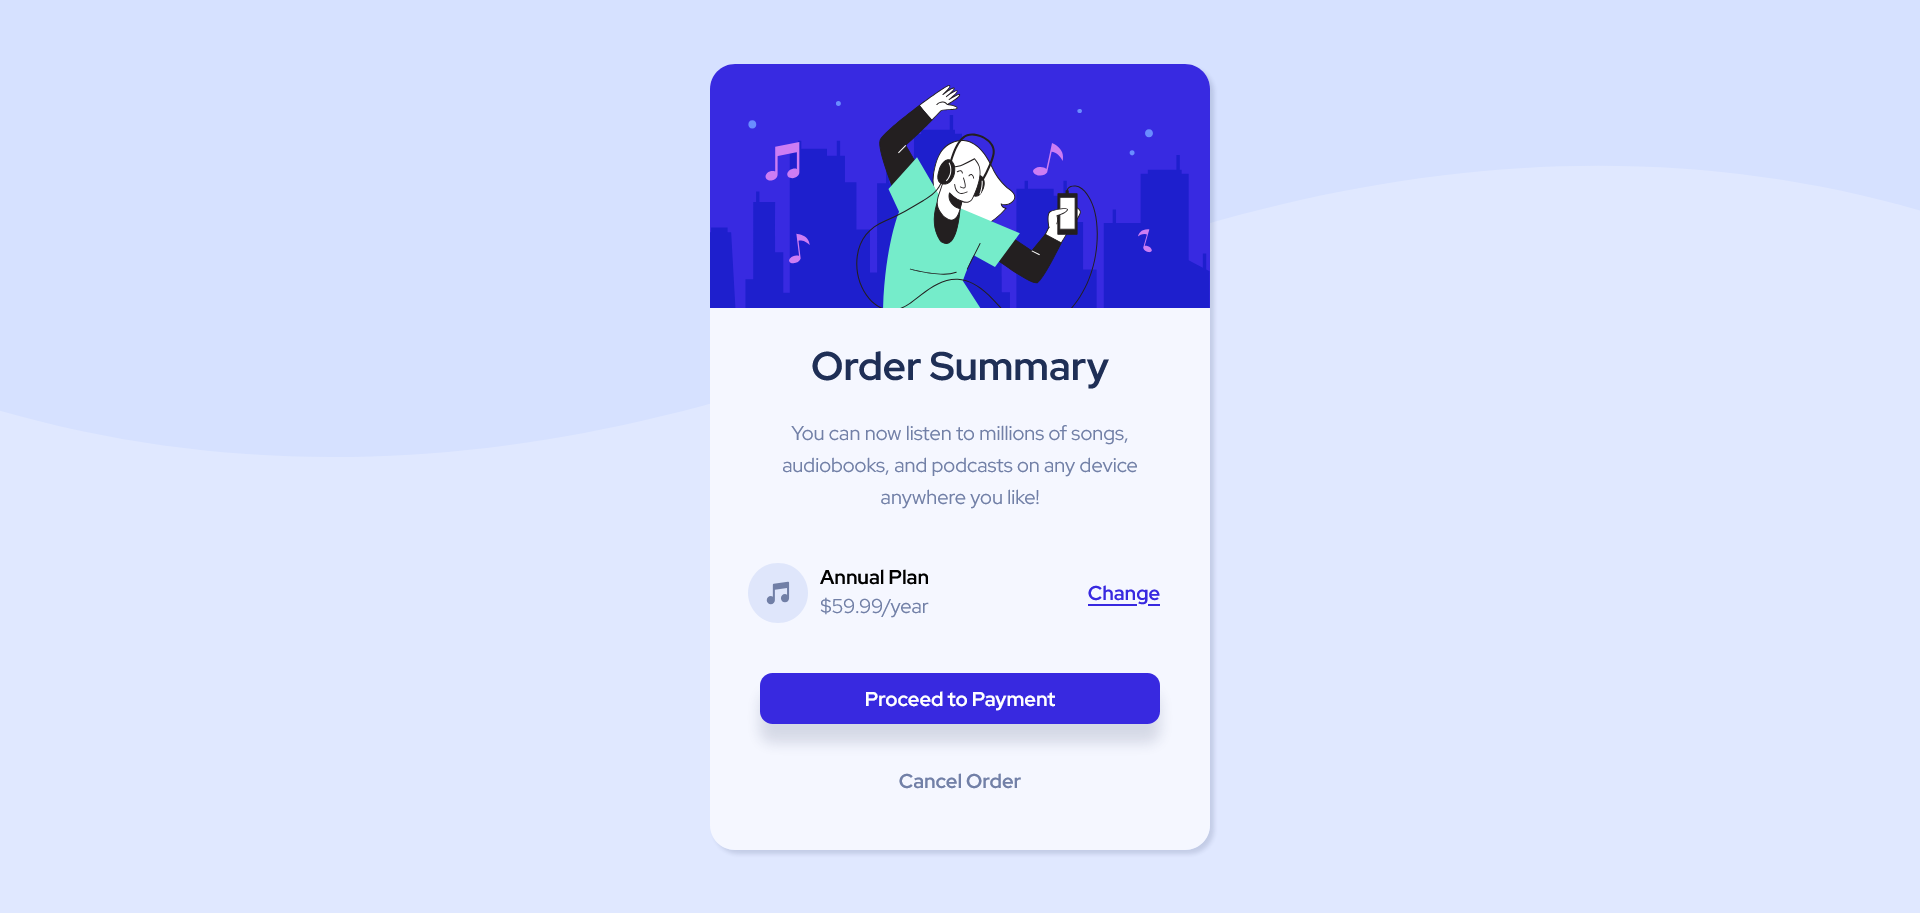 Order Summary
You can now listen to millions of songs,
audiobooks, and podcasts on any device
anywhere you like!
Annual Plan
$59.99/year
Change
Proceed to Payment
Cancel Order